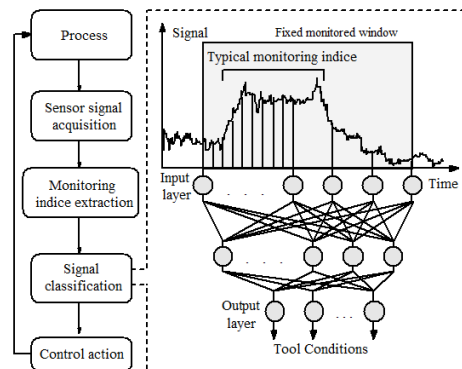 Process
Sensor signal
acquisition
Monitoring
indice extraction
Signal
classification
Control action
Signal
Fixed monitored window
Typical monitoring indice
Input
layer
Time
Output
layer
Tool Conditions